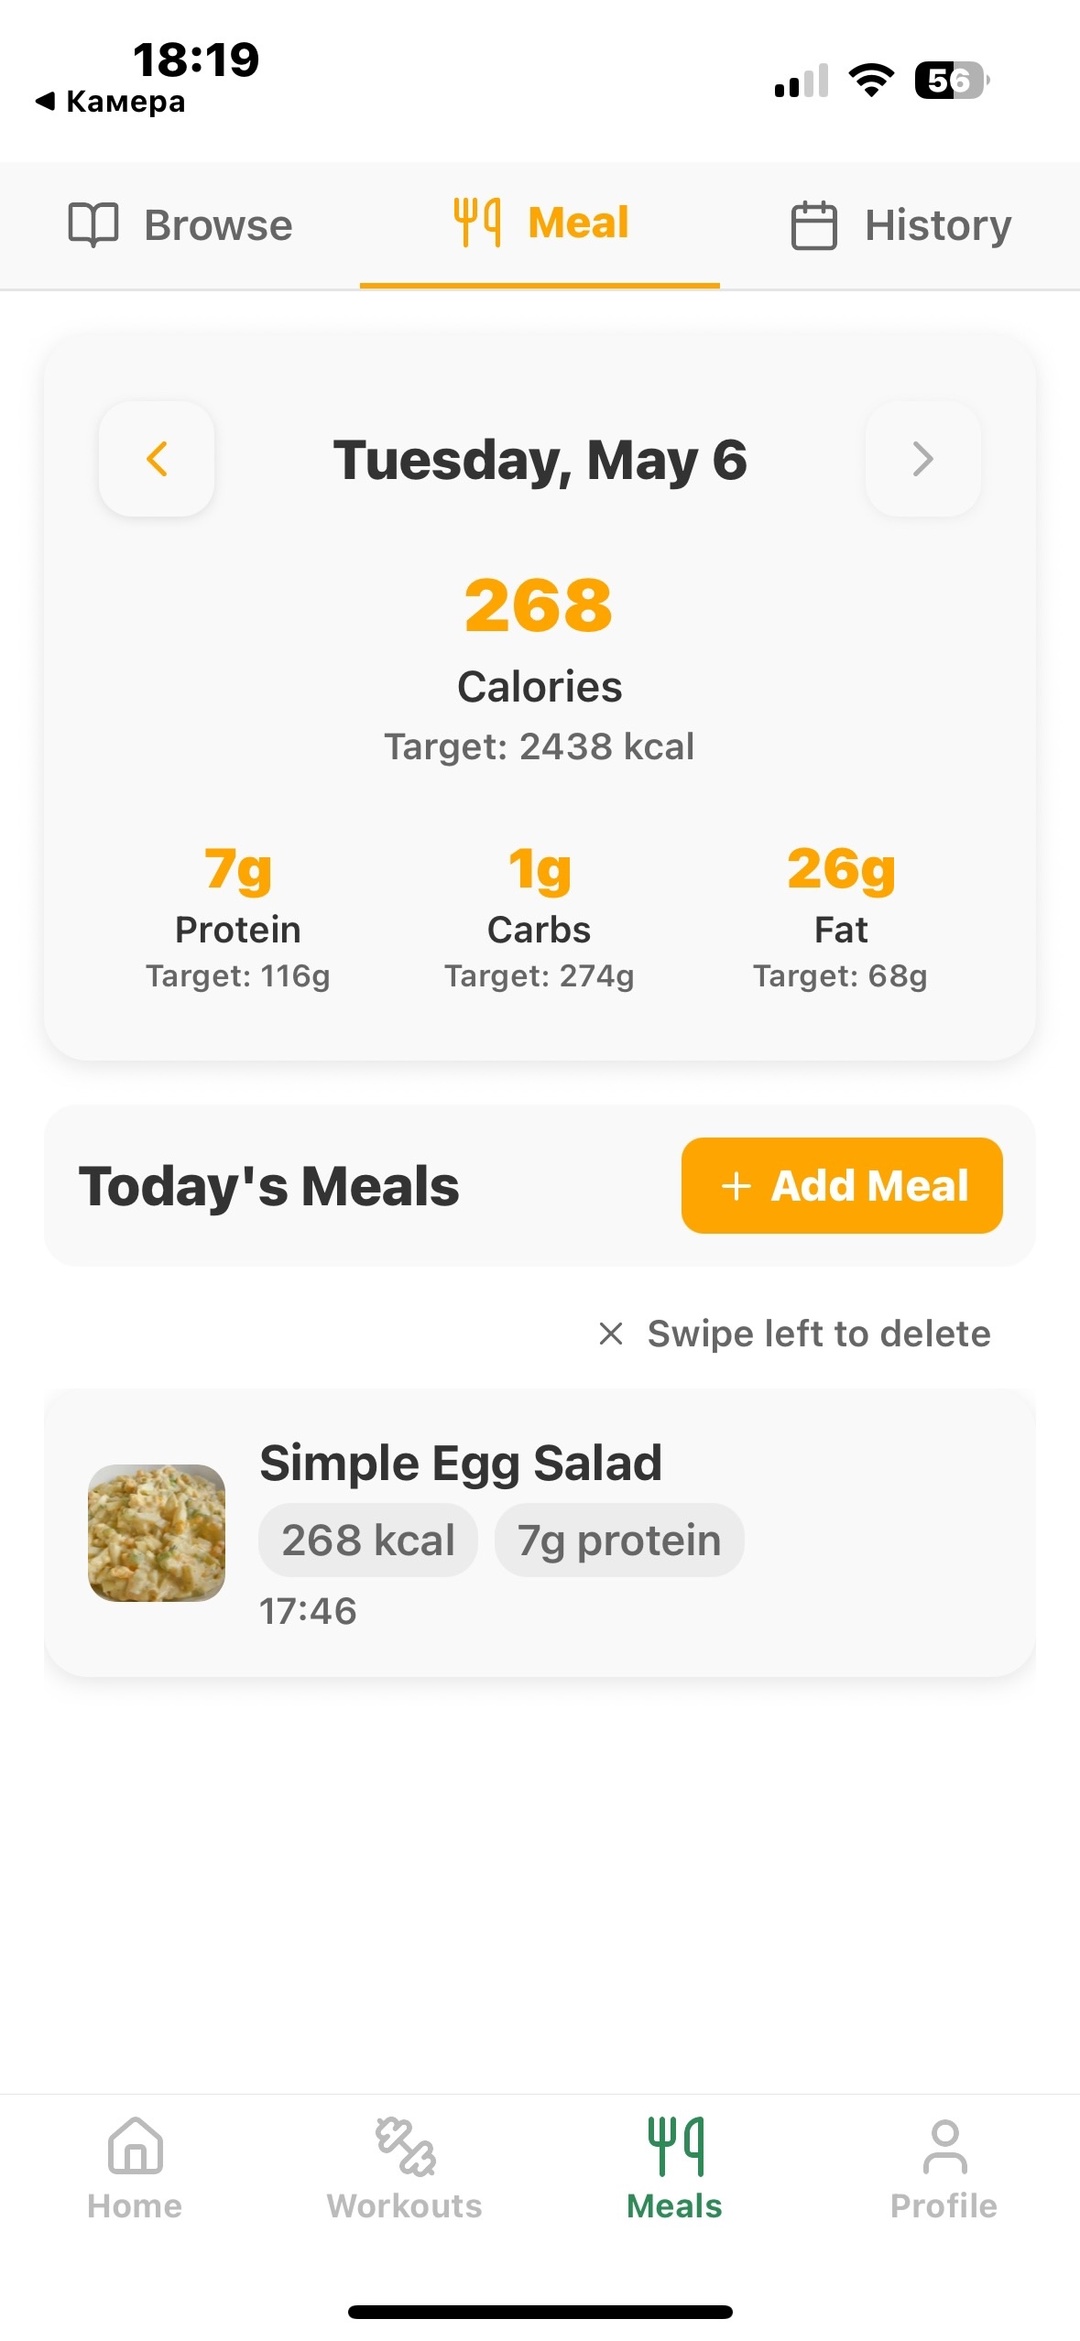 18:19
56
◀ Камера
Browse
Meal
History
Tuesday, May 6
268
Calories
Target: 2438 kcal
7g
Protein
Target: 116g
1g
Carbs
Target: 274g
26g
Fat
Target: 68g
Today's Meals
+ Add Meal
× Swipe left to delete
Simple Egg Salad
268 kcal
7g protein
17:46
Home
Workouts
Meals
Profile